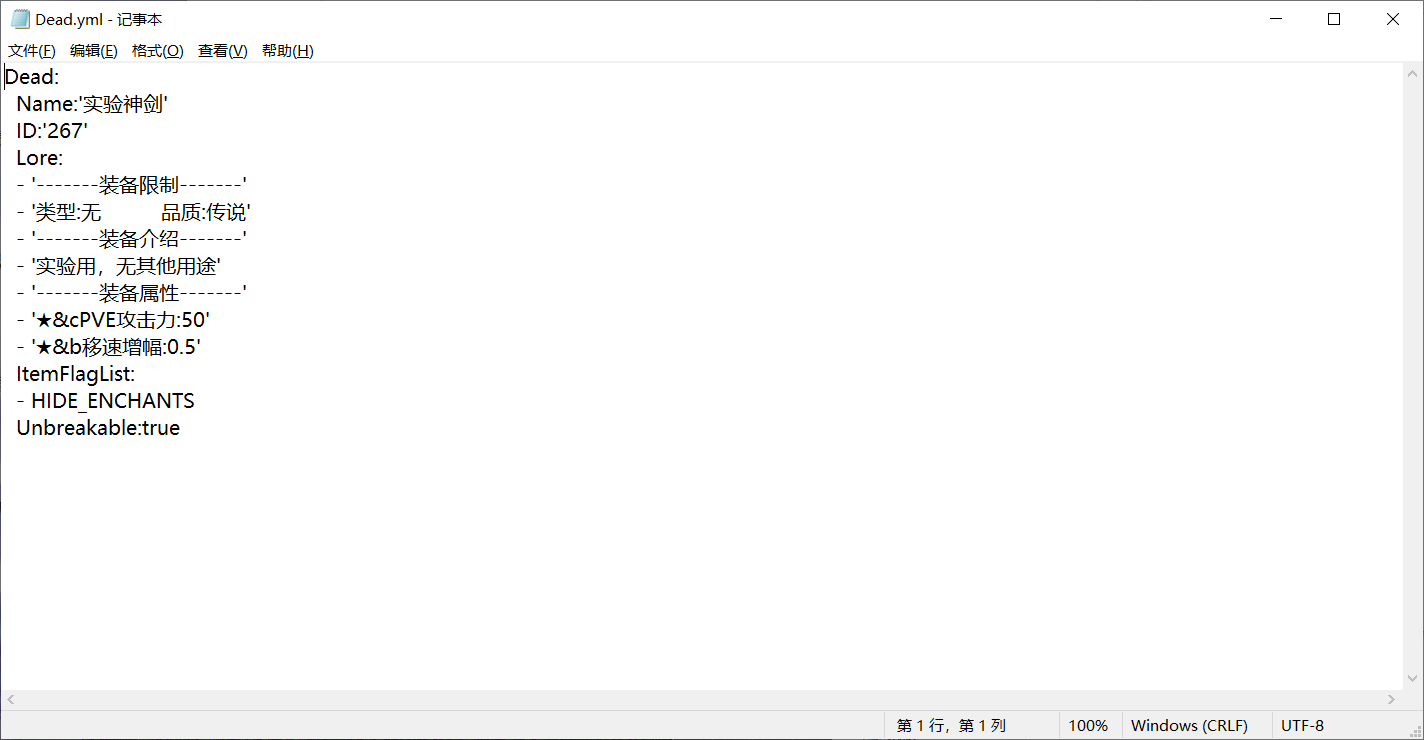 Dead.yml - 记事本
文件(F) 编辑(E) 格式(O) 查看(V) 帮助(H)
Dead:
  Name:'实验神剑'
  ID:'267'
  Lore:
  - '-------装备限制-------'
  - '类型:无          品质:传说'
  - '-------装备介绍-------'
  - '实验用，无其他用途'
  - '-------装备属性-------'
  - '★&cPVE攻击力:50'
  - '★&b移速增幅:0.5'
  ItemFlagList:
  - HIDE_ENCHANTS
  Unbreakable:true
第 1 行，第 1 列 100% Windows (CRLF) UTF-8